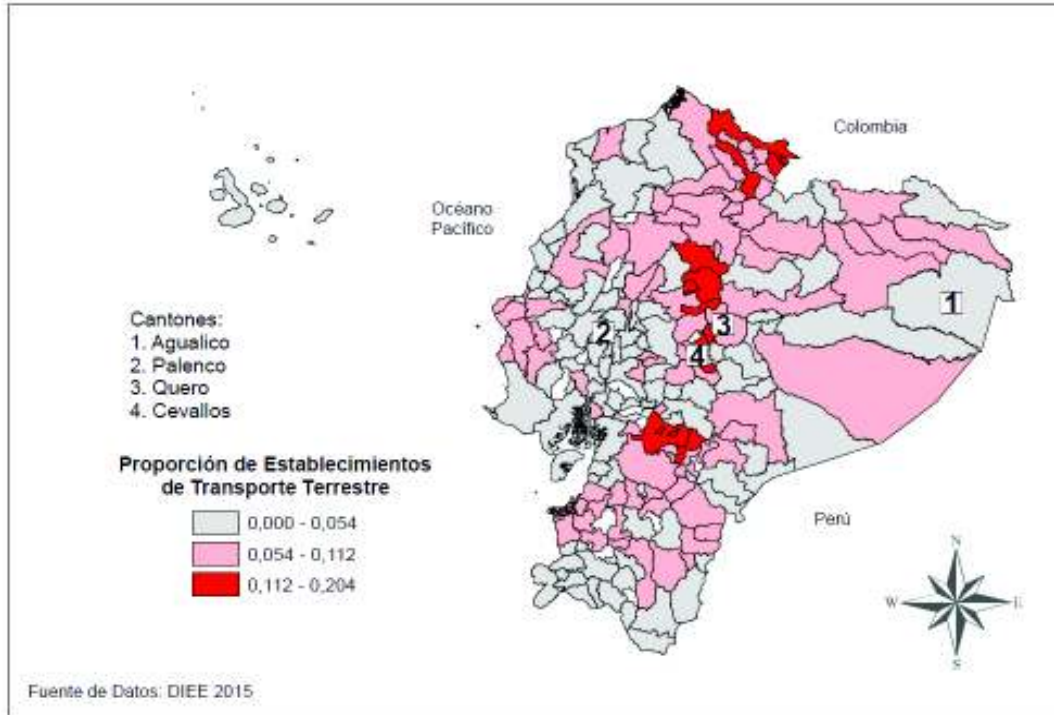 Colombia
Océano
Pacífico
1
2
3
4
Cantones:
1. Agualico
2. Palenco
3. Quero
4. Cevallos
Proporción de Establecimientos
de Transporte Terrestre
0,000 - 0,054
0,054 - 0,112
0,112 - 0,204
Perú
N
W
E
S
Fuente de Datos: DIEE 2015